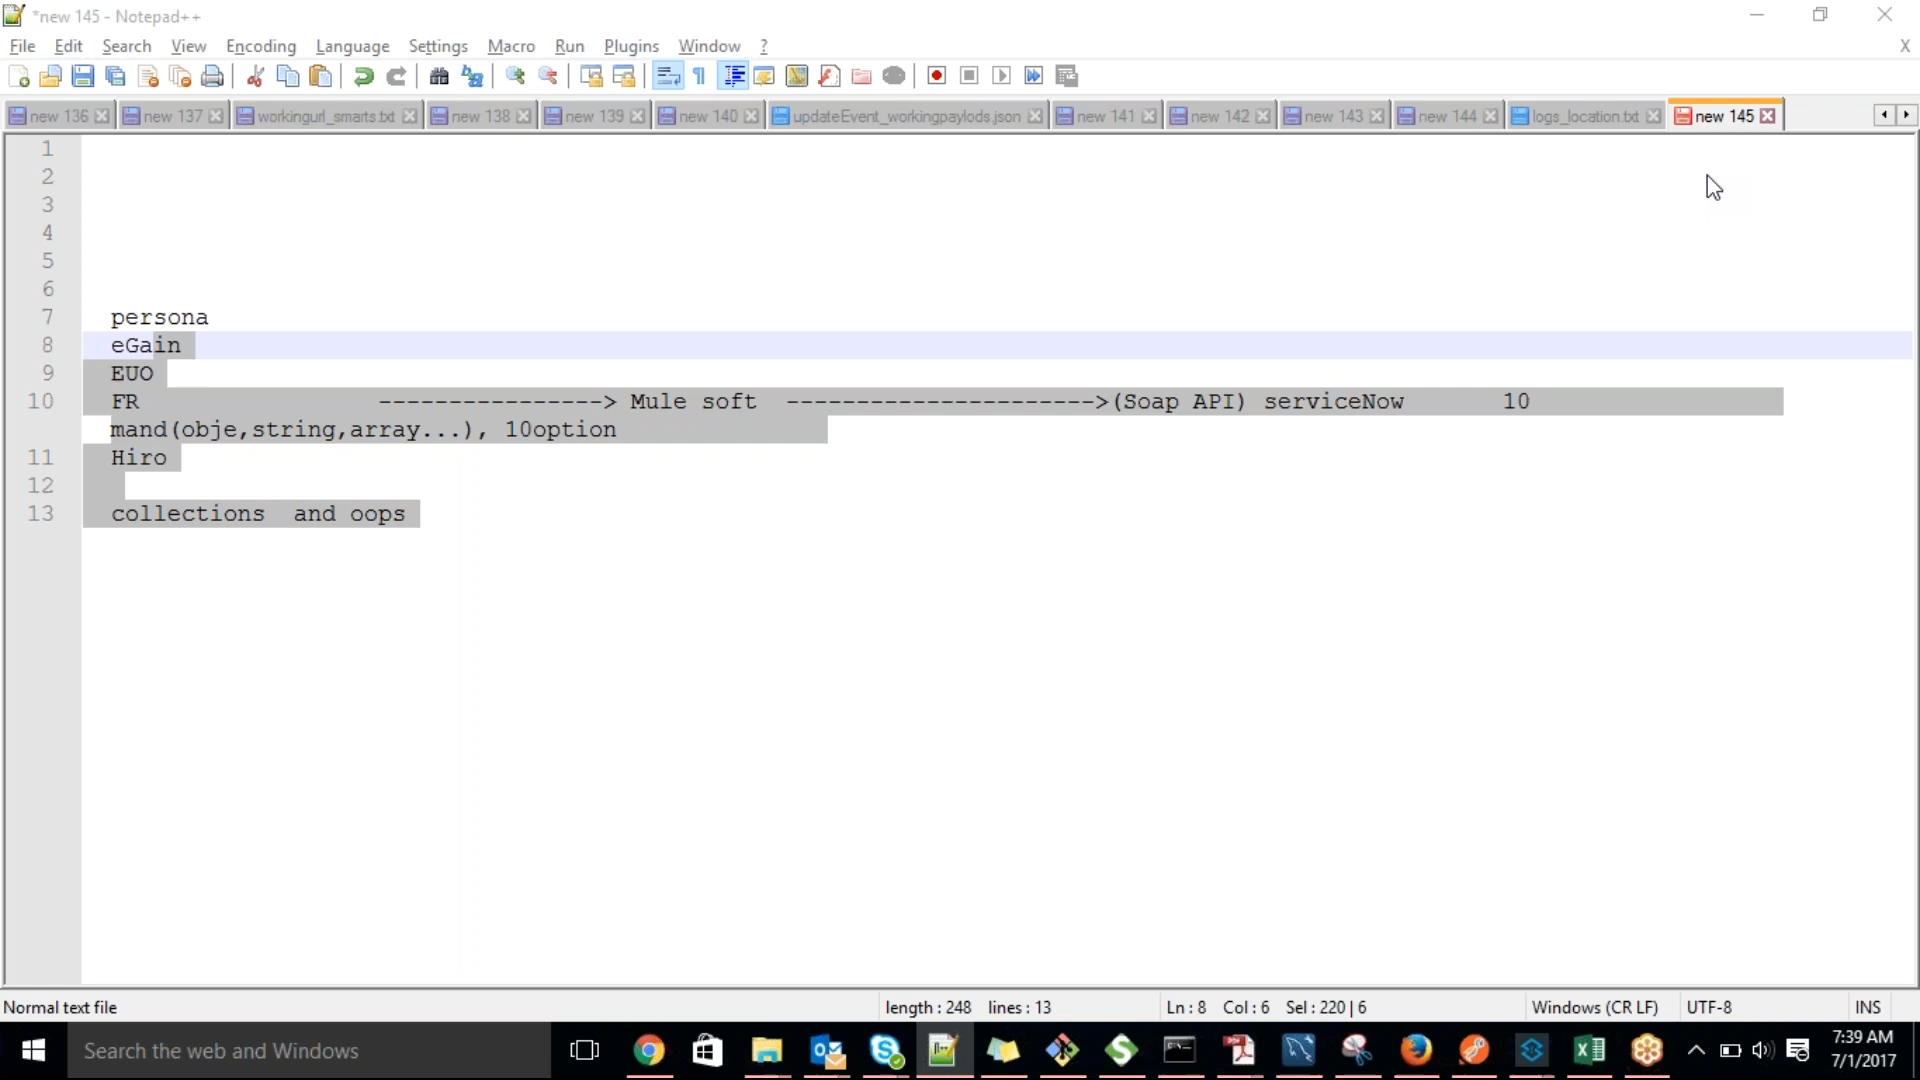 *new 145 - Notepad++
File Edit Search View Encoding Language Settings Macro Run Plugins Window ? X
new 136 new 137 workingurl_smarts.txt new 138 new 139 new 140 updateEvent_workingpaylods.json new 141 new 142 new 143 new 144 logs_location.txt new 145
1
2
3
4
5
6
7 persona
8 eGain
9 EUO
10 FR ----------------> Mule soft ---------------------->(Soap API) serviceNow 10
mand(obje,string,array...), 10option
11 Hiro
12
13 collections and oops
Normal text file length : 248 lines : 13 Ln : 8 Col : 6 Sel : 220 | 6 Windows (CR LF) UTF-8 INS
Search the web and Windows 7:39 AM
7/1/2017